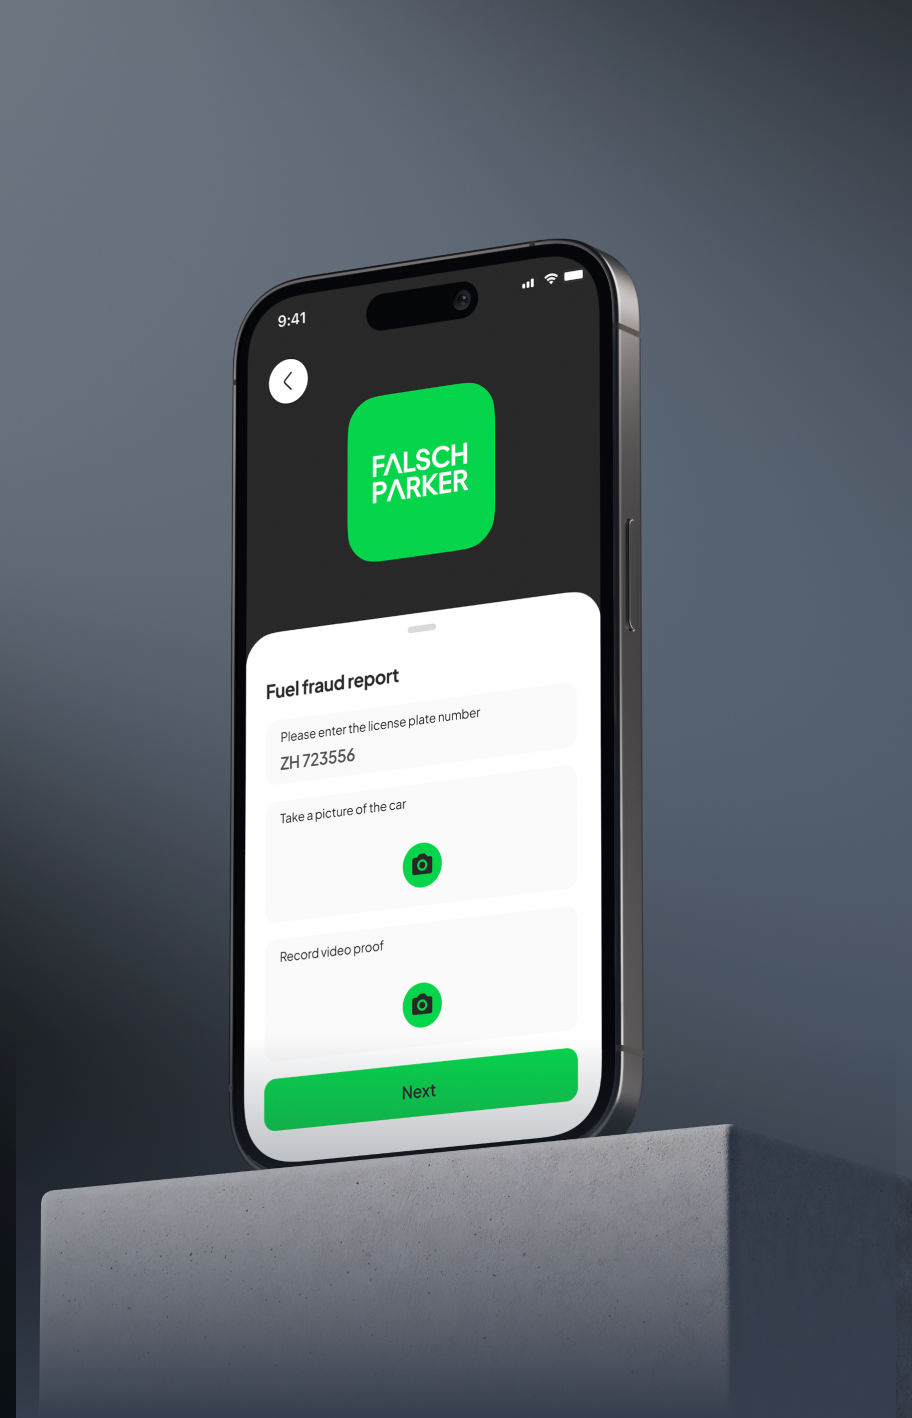 9:41
FALSCH
PARKER
Fuel fraud report
Please enter the license plate number
ZH 723556
Take a picture of the car
Record video proof
Next